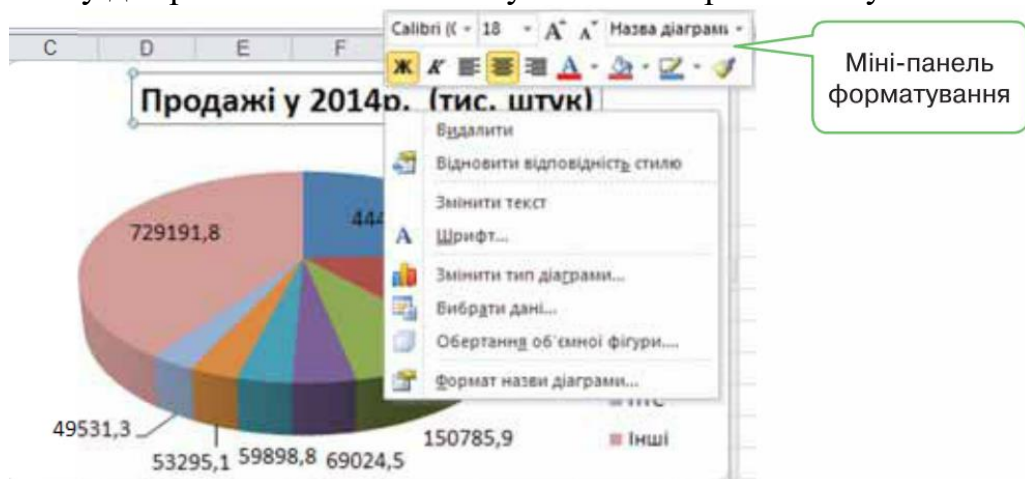 C D E F
Calibri (( 18 A A Назва діаграми
Ж К A
Міні-панель
форматування
Продажі у 2014р. (тис. штук)
Видалити
Відновити відповідність стилю
Змінити текст
A Шрифт...
Змінити тип діаграми...
Вибрати дані...
Обертання об'ємної фігури....
Формат назви діаграми...
729191,8
444
49531,3
53295,1
59898,8
69024,5
150785,9
Інші